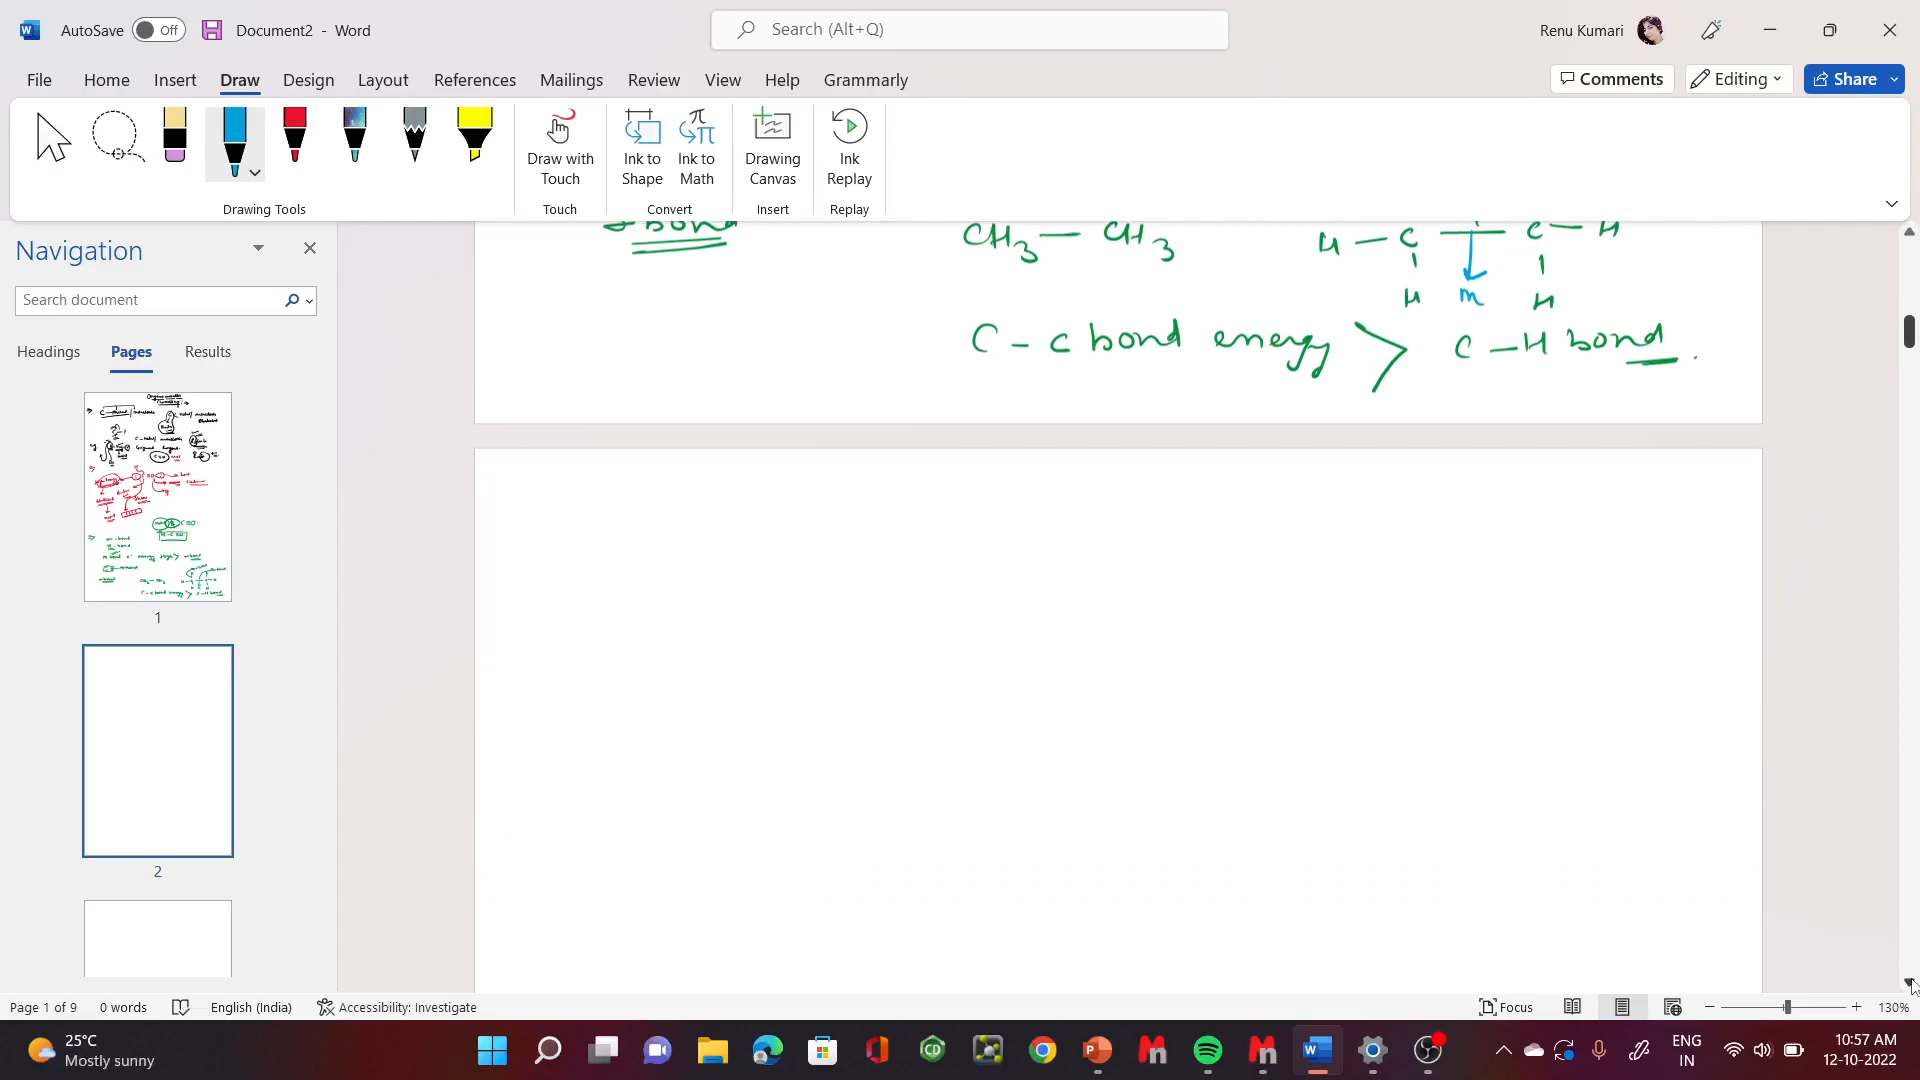 AutoSave Off Document2 - Word Search (Alt+Q) Renu Kumari
File Home Insert Draw Design Layout References Mailings Review View Help Grammarly Comments Editing Share
Draw with Touch
Ink to Shape
Ink to Math
Drawing Canvas
Ink Replay
Drawing Tools Touch Convert Insert Replay
Navigation
Search document
Headings Pages Results
1
2
bond
CH3 — CH3
H — C — C — H
H m H
C - C bond energy > C - H bond.
Page 1 of 9 0 words English (India) Accessibility: Investigate Focus 130%
25°C
Mostly sunny
ENG
IN
10:57 AM
12-10-2022